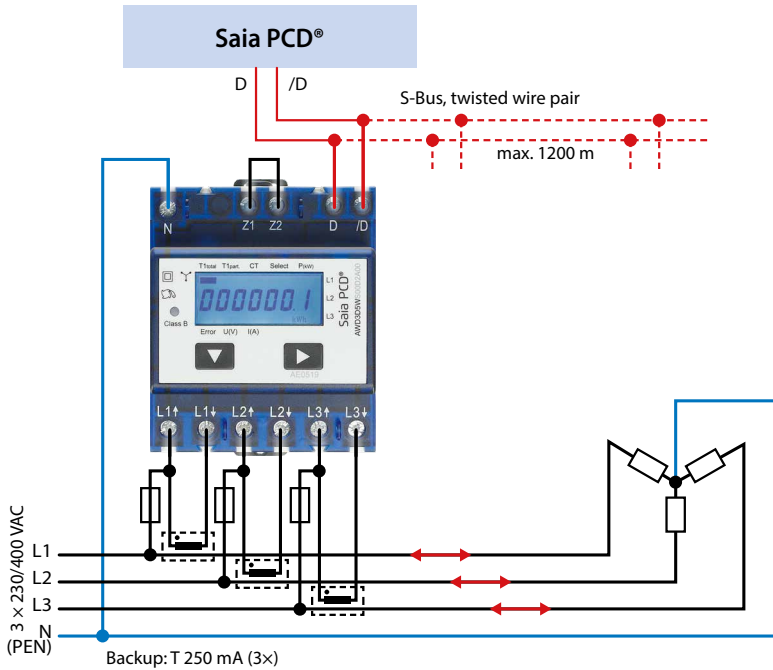 Saia PCD®
D /D
S-Bus, twisted wire pair
max. 1200 m
N Z1 Z2 D /D
T1total T1part. CT Select P(kW)
L1
L2
L3
000000.1
kWh
Class B
Error U(V) I(A)
Saia PCD®
AE0319
L1↑ L1↓ L2↑ L2↓ L3↑ L3↓
3 × 230/400 VAC
L1
L2
L3
N
(PEN)
Backup: T 250 mA (3×)